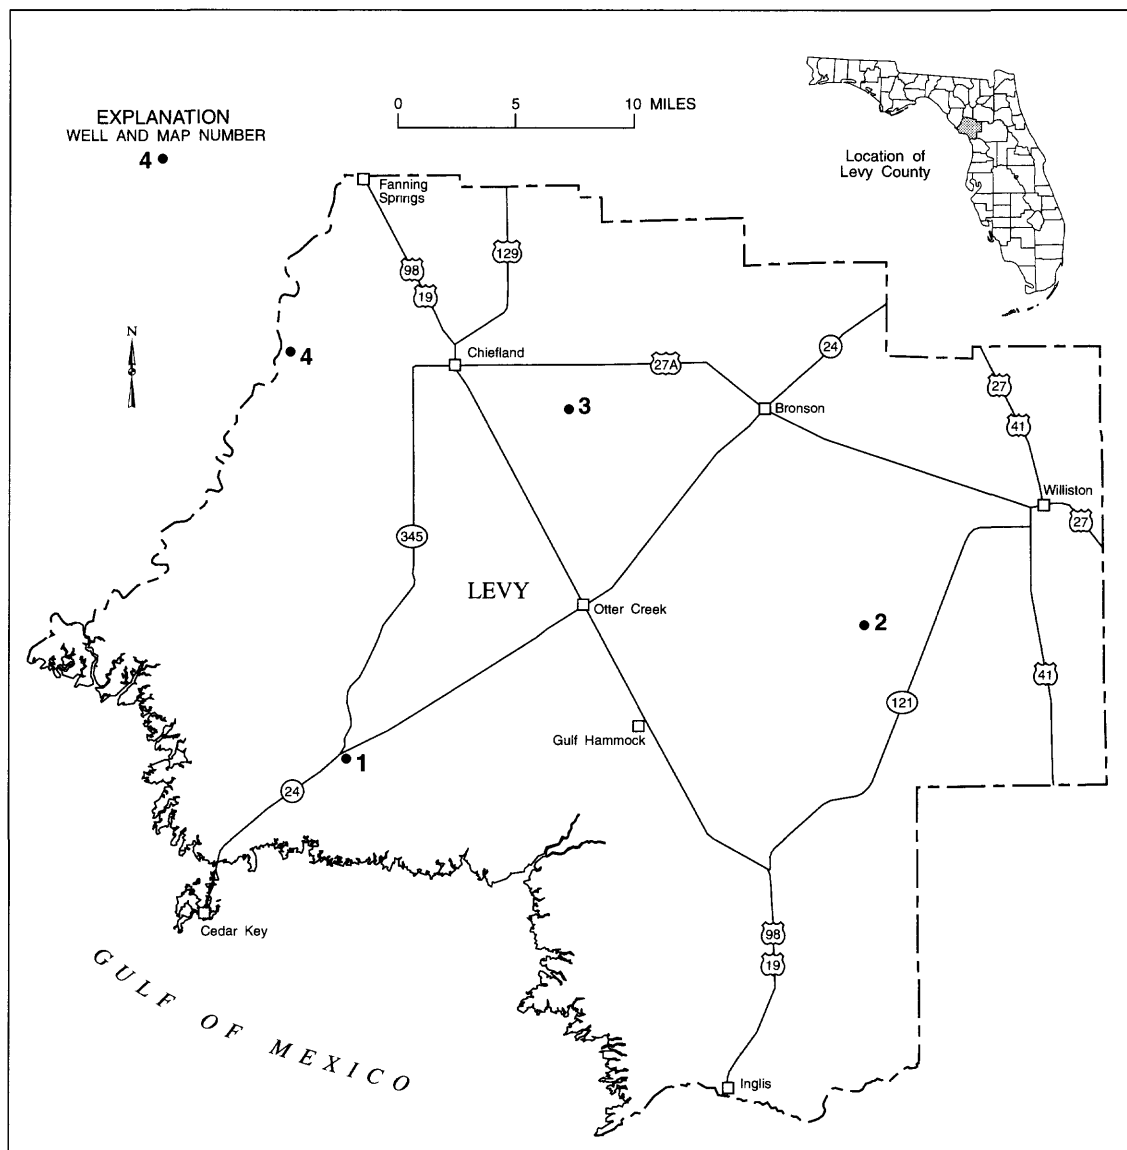 0 5 10 MILES
EXPLANATION
WELL AND MAP NUMBER
4
Location of
Levy County
Fanning
Springs
98
19
129
N
4
Chiefland
27A
24
27
3
Bronson
41
Williston
27
345
LEVY
Otter Creek
2
41
121
Gulf Hammock
1
24
Cedar Key
98
19
GULF OF MEXICO
Inglis